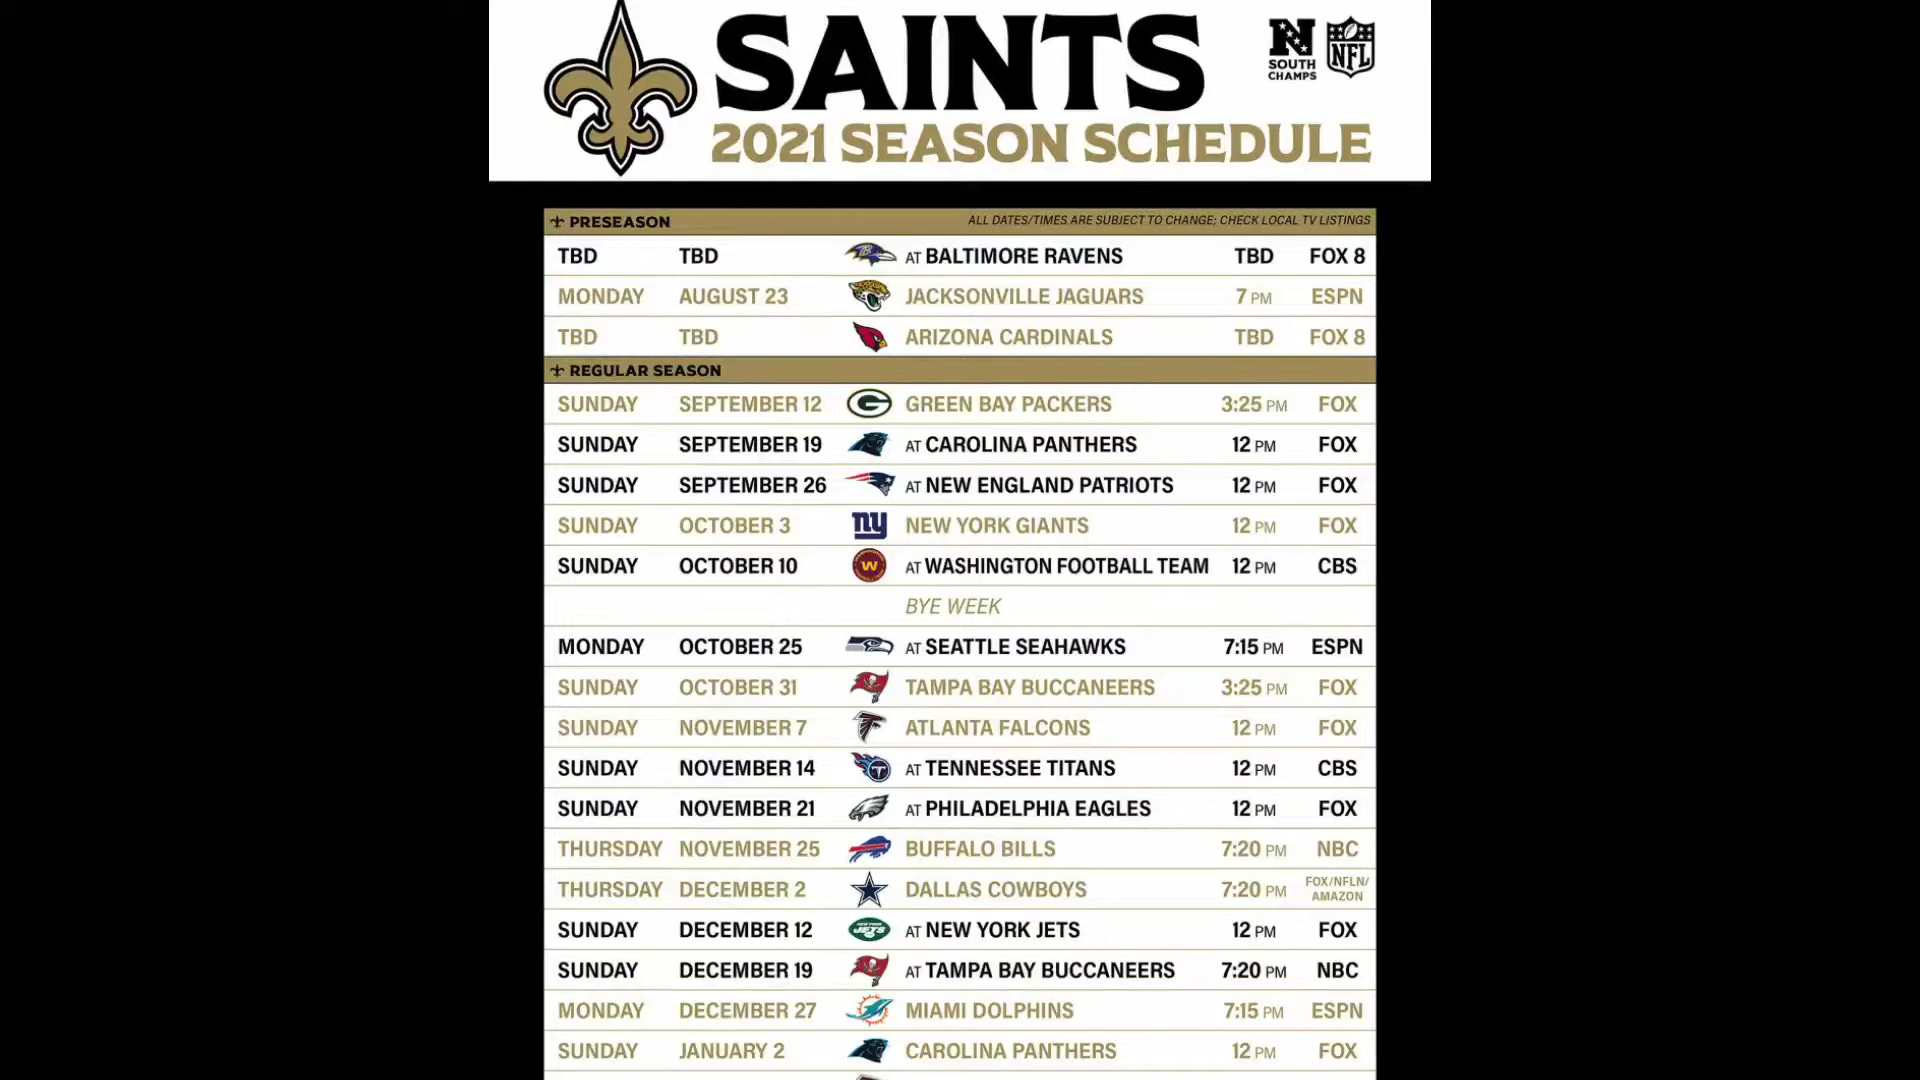 SAINTS
N SOUTH CHAMPS NFL
2021 SEASON SCHEDULE
PRESEASON ALL DATES/TIMES ARE SUBJECT TO CHANGE; CHECK LOCAL TV LISTINGS
TBD TBD AT BALTIMORE RAVENS TBD FOX 8
MONDAY AUGUST 23 JACKSONVILLE JAGUARS 7 PM ESPN
TBD TBD ARIZONA CARDINALS TBD FOX 8
REGULAR SEASON
SUNDAY SEPTEMBER 12 G GREEN BAY PACKERS 3:25 PM FOX
SUNDAY SEPTEMBER 19 AT CAROLINA PANTHERS 12 PM FOX
SUNDAY SEPTEMBER 26 AT NEW ENGLAND PATRIOTS 12 PM FOX
SUNDAY OCTOBER 3 ny NEW YORK GIANTS 12 PM FOX
SUNDAY OCTOBER 10 W AT WASHINGTON FOOTBALL TEAM 12 PM CBS
BYE WEEK
MONDAY OCTOBER 25 AT SEATTLE SEAHAWKS 7:15 PM ESPN
SUNDAY OCTOBER 31 TAMPA BAY BUCCANEERS 3:25 PM FOX
SUNDAY NOVEMBER 7 ATLANTA FALCONS 12 PM FOX
SUNDAY NOVEMBER 14 T AT TENNESSEE TITANS 12 PM CBS
SUNDAY NOVEMBER 21 AT PHILADELPHIA EAGLES 12 PM FOX
THURSDAY NOVEMBER 25 BUFFALO BILLS 7:20 PM NBC
THURSDAY DECEMBER 2 DALLAS COWBOYS 7:20 PM FOX/NFLN/
AMAZON
SUNDAY DECEMBER 12 JETS AT NEW YORK JETS 12 PM FOX
SUNDAY DECEMBER 19 AT TAMPA BAY BUCCANEERS 7:20 PM NBC
MONDAY DECEMBER 27 MIAMI DOLPHINS 7:15 PM ESPN
SUNDAY JANUARY 2 CAROLINA PANTHERS 12 PM FOX